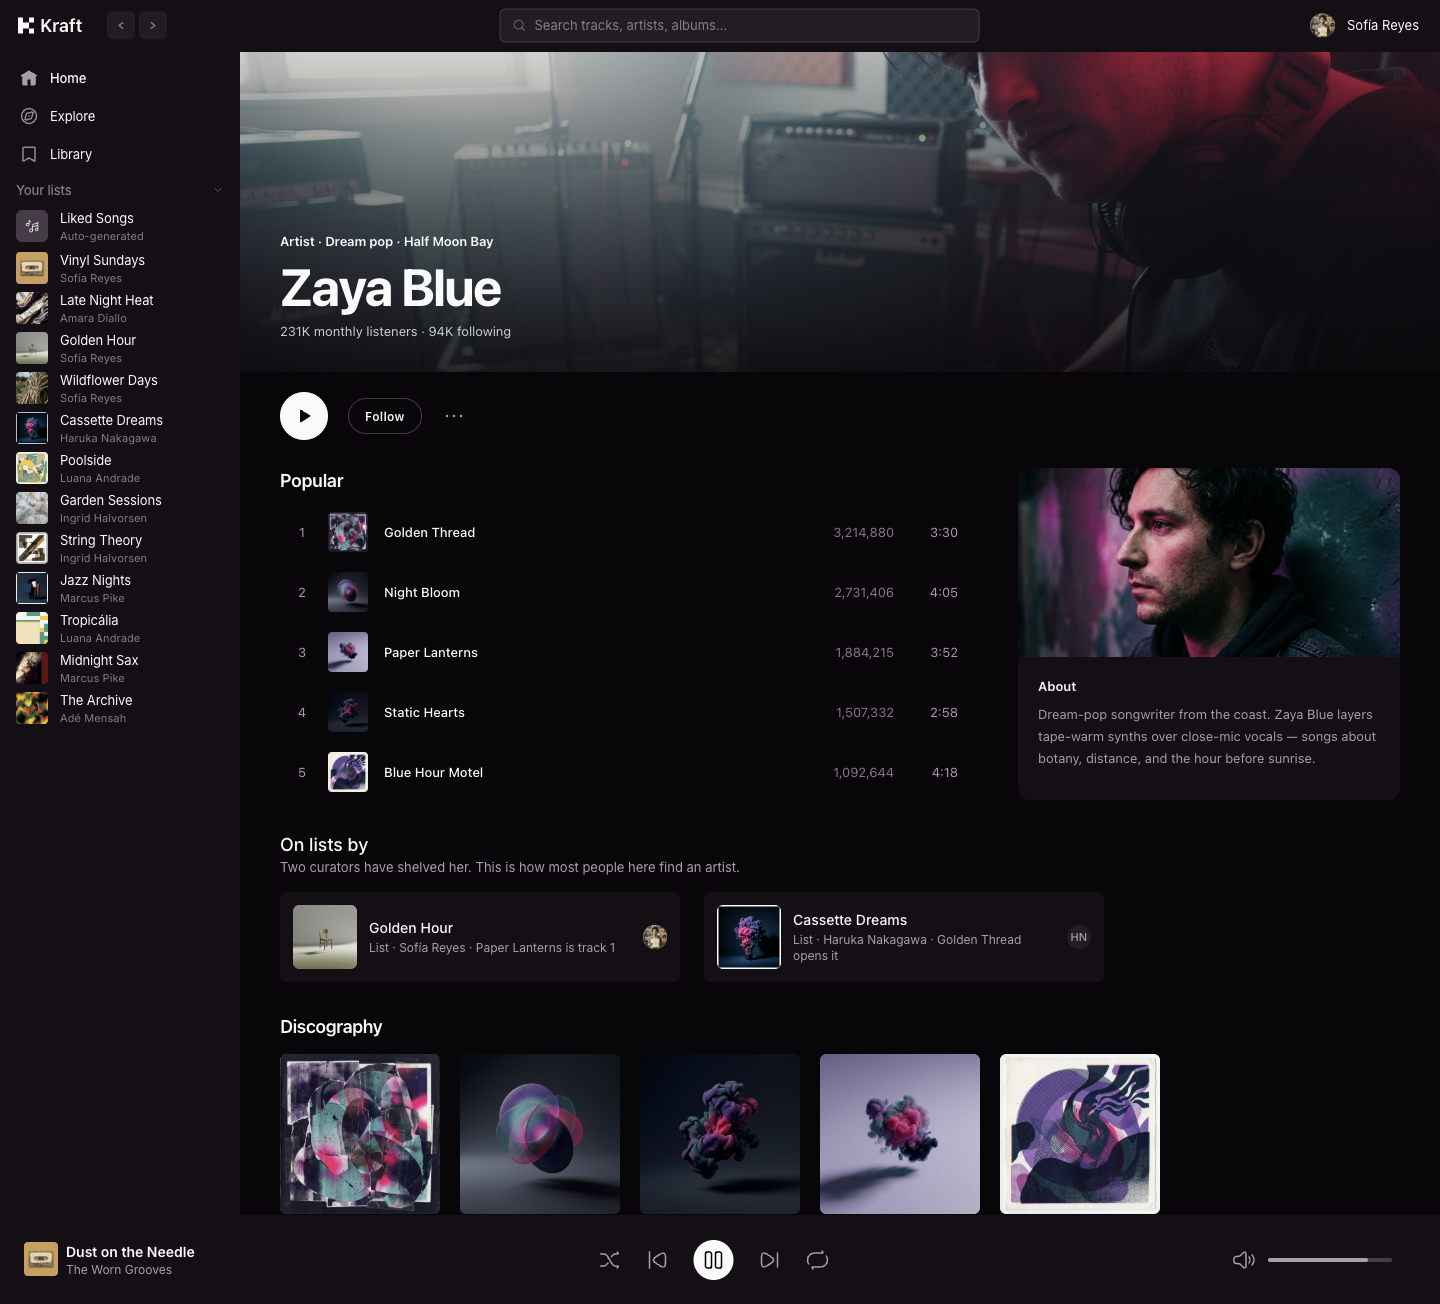 Kraft
Search tracks, artists, albums...
Sofía Reyes
Home
Explore
Library
Your lists
Liked Songs
Auto-generated
Vinyl Sundays
Sofía Reyes
Late Night Heat
Amara Diallo
Golden Hour
Sofía Reyes
Wildflower Days
Sofía Reyes
Cassette Dreams
Haruka Nakagawa
Poolside
Luana Andrade
Garden Sessions
Ingrid Halvorsen
String Theory
Ingrid Halvorsen
Jazz Nights
Marcus Pike
Tropicália
Luana Andrade
Midnight Sax
Marcus Pike
The Archive
Adé Mensah
Artist · Dream pop · Half Moon Bay
Zaya Blue
231K monthly listeners · 94K following
Follow
Popular
1 Golden Thread 3,214,880 3:30
2 Night Bloom 2,731,406 4:05
3 Paper Lanterns 1,884,215 3:52
4 Static Hearts 1,507,332 2:58
5 Blue Hour Motel 1,092,644 4:18
About
Dream-pop songwriter from the coast. Zaya Blue layers
tape-warm synths over close-mic vocals — songs about
botany, distance, and the hour before sunrise.
On lists by
Two curators have shelved her. This is how most people here find an artist.
Golden Hour
List · Sofía Reyes · Paper Lanterns is track 1
Cassette Dreams
List · Haruka Nakagawa · Golden Thread
opens it
HN
Discography
Dust on the Needle
The Worn Grooves